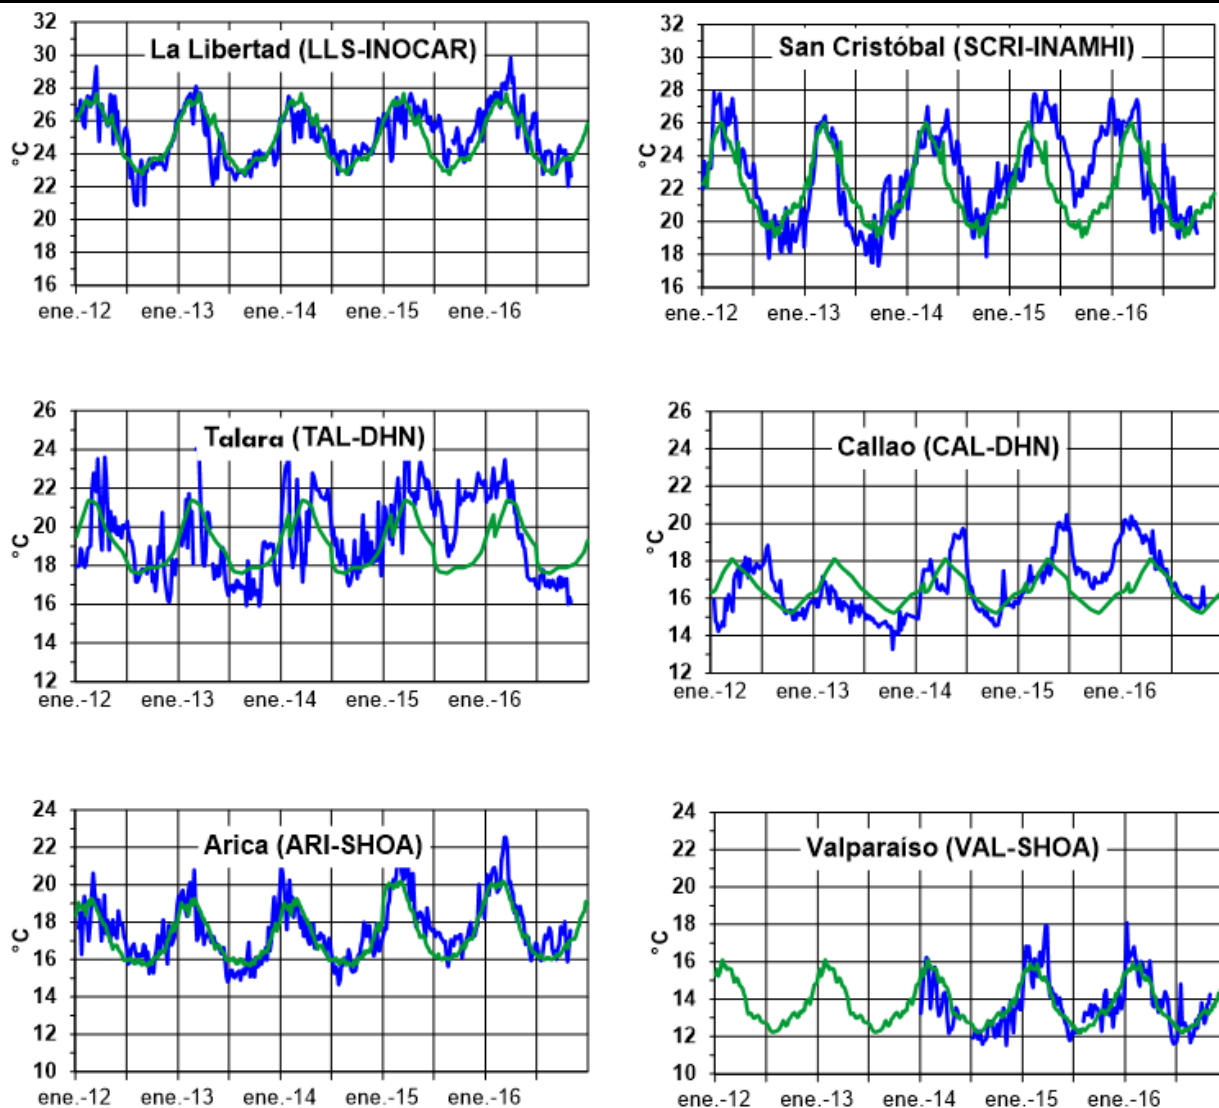 La Libertad (LLS-INOCAR)
°C
32
30
28
26
24
22
20
18
16
ene.-12 ene.-13 ene.-14 ene.-15 ene.-16
San Cristóbal (SCRI-INAMHI)
°C
32
30
28
26
24
22
20
18
16
ene.-12 ene.-13 ene.-14 ene.-15 ene.-16
Talara (TAL-DHN)
°C
26
24
22
20
18
16
14
12
ene.-12 ene.-13 ene.-14 ene.-15 ene.-16
Callao (CAL-DHN)
°C
26
24
22
20
18
16
14
12
ene.-12 ene.-13 ene.-14 ene.-15 ene.-16
Arica (ARI-SHOA)
°C
24
22
20
18
16
14
12
10
ene.-12 ene.-13 ene.-14 ene.-15 ene.-16
Valparaíso (VAL-SHOA)
°C
24
22
20
18
16
14
12
10
ene.-12 ene.-13 ene.-14 ene.-15 ene.-16